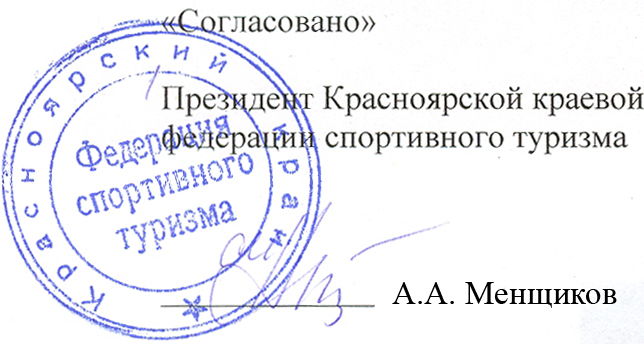 «Согласовано»
Президент Красноярской краевой
федерации спортивного туризма
Красноярский край
Федерация
спортивного
туризма
А.А. Менщиков